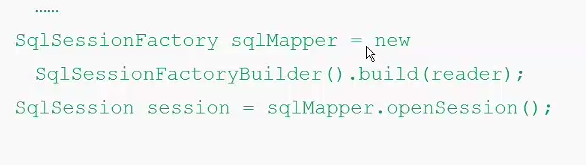 ......
SqlSessionFactory sqlMapper = new
SqlSessionFactoryBuilder().build(reader);
SqlSession session = sqlMapper.openSession();